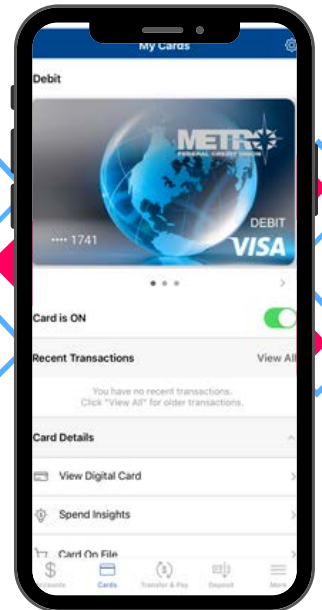 My Cards
Debit
METRO
FEDERAL CREDIT UNION
DEBIT
•••• 1741
VISA
Card is ON
Recent Transactions View All
You have no recent transactions.
Click "View All" for older transactions.
Card Details
View Digital Card
Spend Insights
Card On File
Accounts Cards Transfer & Pay Deposit More